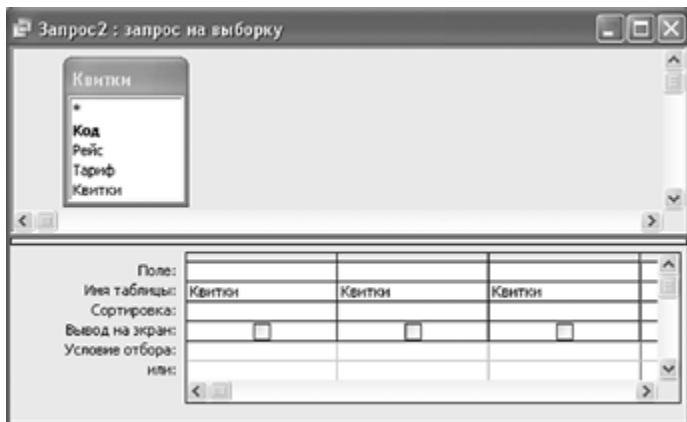 Запрос2 : запрос на выборку
Квитки
*
Код
Рейс
Тариф
Квитки
Поле:
Имя таблицы: Квитки Квитки Квитки
Сортировка:
Вывод на экран:
Условие отбора:
или: